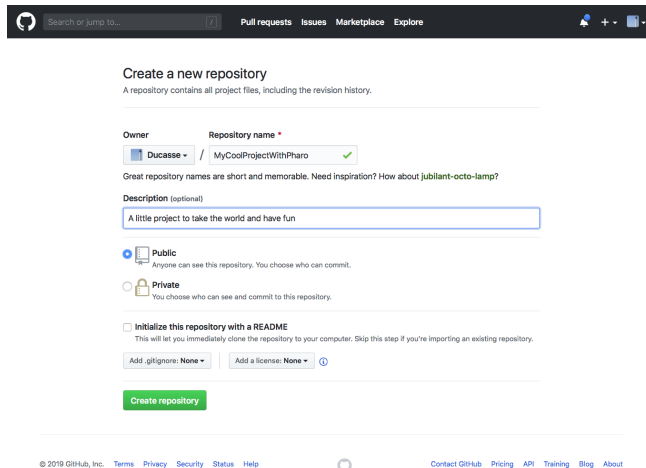 Search or jump to...
/
Pull requests Issues Marketplace Explore
Create a new repository
A repository contains all project files, including the revision history.
Owner
Repository name *
Ducasse / MyCoolProjectWithPharo
Great repository names are short and memorable. Need inspiration? How about jubilant-octo-lamp?
Description (optional)
A little project to take the world and have fun
Public
Anyone can see this repository. You choose who can commit.
Private
You choose who can see and commit to this repository.
Initialize this repository with a README
This will let you immediately clone the repository to your computer. Skip this step if you're importing an existing repository.
Add .gitignore: None
Add a license: None
Create repository
© 2019 GitHub, Inc. Terms Privacy Security Status Help
Contact GitHub Pricing API Training Blog About